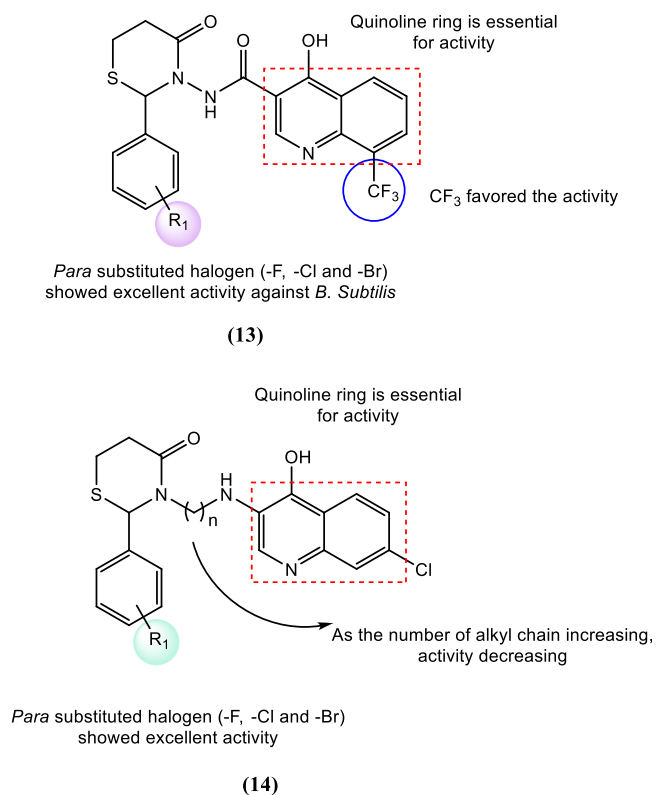 Quinoline ring is essential
for activity
O
O
OH
S
N
N
H
N
CF3
CF3 favored the activity
R1
Para substituted halogen (-F, -Cl and -Br)
showed excellent activity against B. Subtilis
(13)
Quinoline ring is essential
for activity
O
OH
H
N
S
N
( )n
N
Cl
R1
As the number of alkyl chain increasing,
activity decreasing
Para substituted halogen (-F, -Cl and -Br)
showed excellent activity
(14)